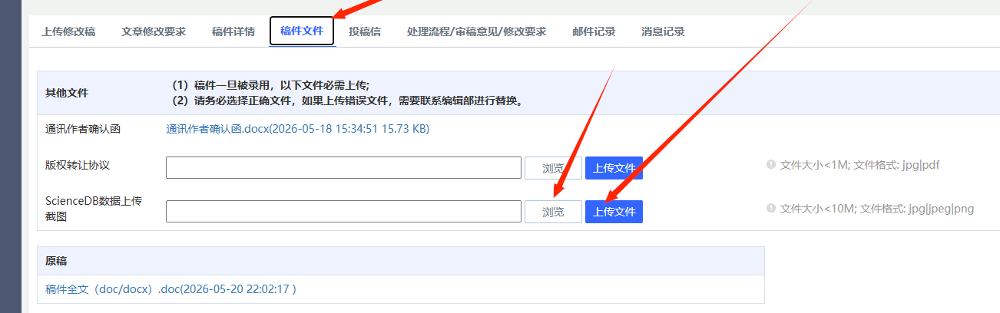 上传修改稿 文章修改要求 稿件详情 稿件文件 投稿信 处理流程/审稿意见/修改要求 邮件记录 消息记录
其他文件
（1）稿件一旦被录用，以下文件必需上传;
（2）请务必选择正确文件，如果上传错误文件，需要联系编辑部进行替换。
通讯作者确认函 通讯作者确认函.docx(2026-05-18 15:34:51 15.73 KB)
版权转让协议 浏览 上传文件 文件大小<1M; 文件格式: jpg|pdf
ScienceDB数据上传
截图 浏览 上传文件 文件大小<10M; 文件格式: jpg|jpeg|png
原稿
稿件全文（doc/docx）.doc(2026-05-20 22:02:17 )